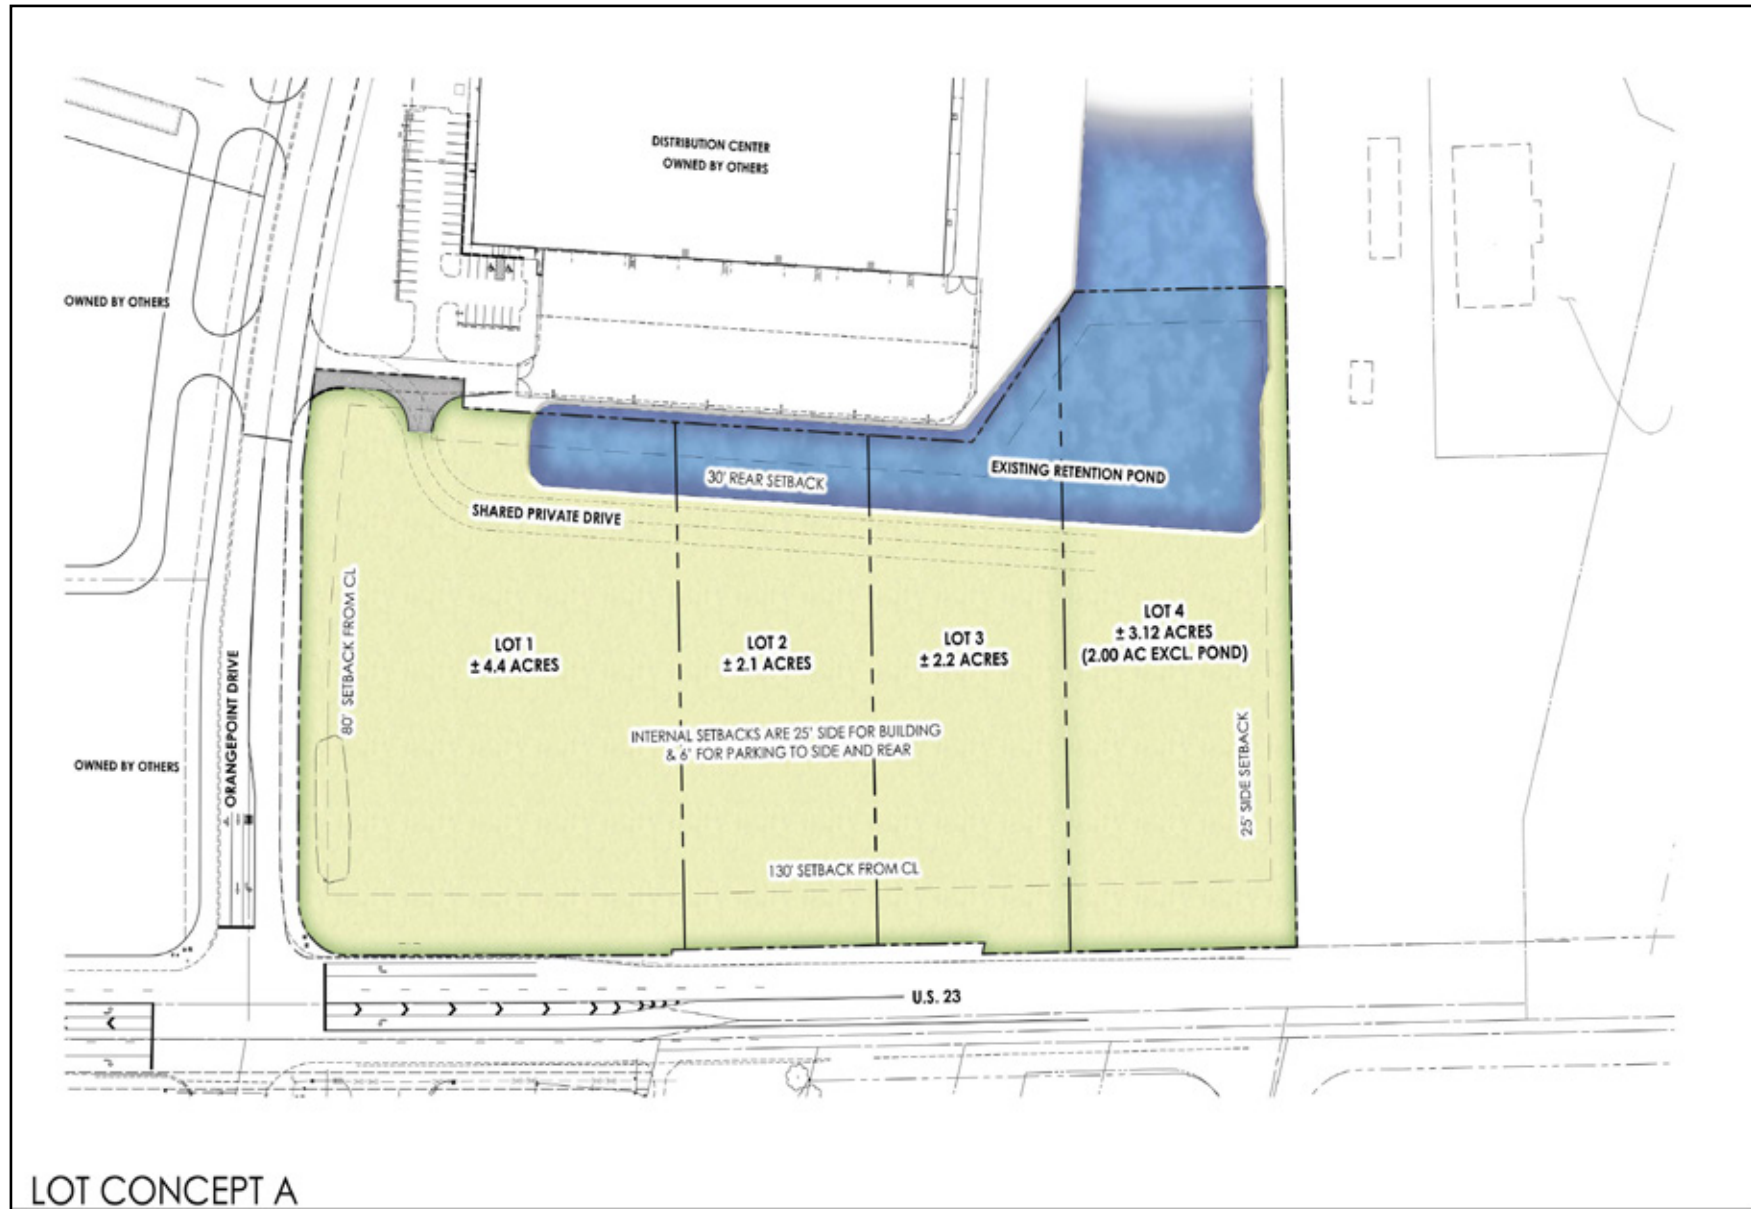 DISTRIBUTION CENTER
OWNED BY OTHERS
OWNED BY OTHERS
EXISTING RETENTION POND
30' REAR SETBACK
SHARED PRIVATE DRIVE
80' SETBACK FROM CL
LOT 1
± 4.4 ACRES
LOT 2
± 2.1 ACRES
LOT 3
± 2.2 ACRES
LOT 4
± 3.12 ACRES
(2.00 AC EXCL. POND)
ORANGEPOINT DRIVE
INTERNAL SETBACKS ARE 25' SIDE FOR BUILDING
& 6' FOR PARKING TO SIDE AND REAR
OWNED BY OTHERS
25' SIDE SETBACK
130' SETBACK FROM CL
U.S. 23
LOT CONCEPT A